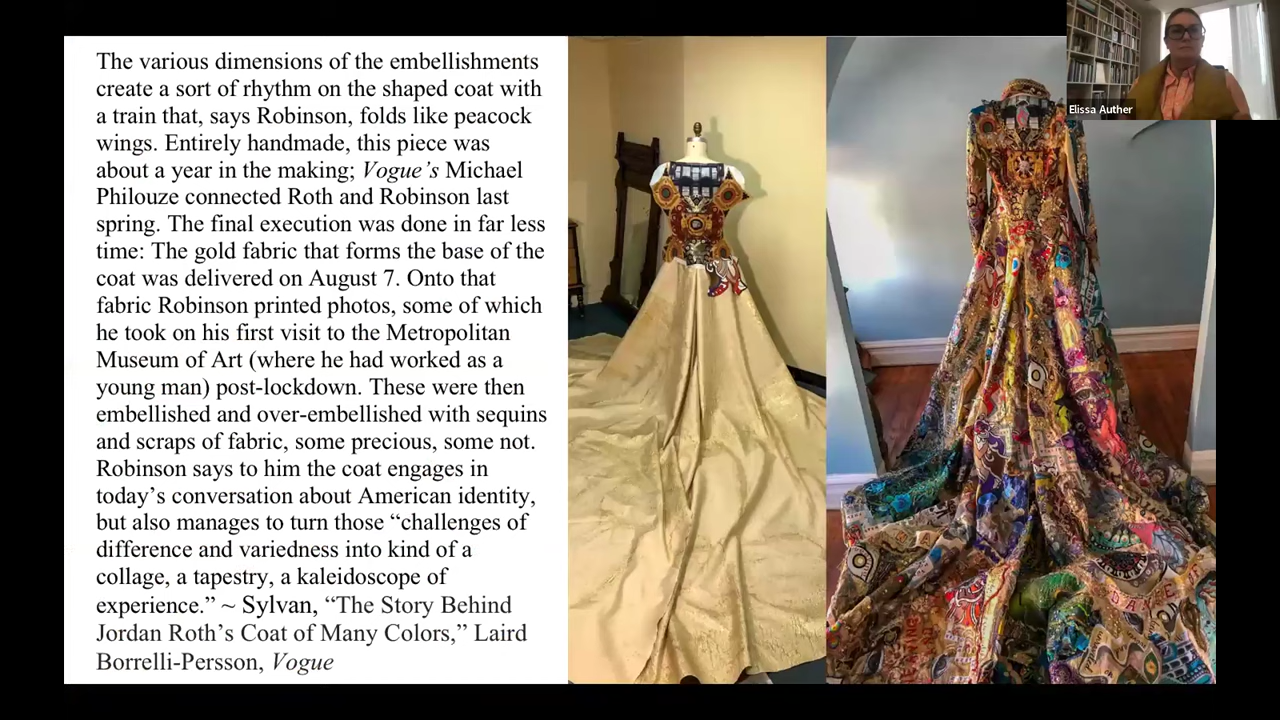 The various dimensions of the embellishments
create a sort of rhythm on the shaped coat with
a train that, says Robinson, folds like peacock
wings. Entirely handmade, this piece was
about a year in the making; Vogue's Michael
Philouze connected Roth and Robinson last
spring. The final execution was done in far less
time: The gold fabric that forms the base of the
coat was delivered on August 7. Onto that
fabric Robinson printed photos, some of which
he took on his first visit to the Metropolitan
Museum of Art (where he had worked as a
young man) post-lockdown. These were then
embellished and over-embellished with sequins
and scraps of fabric, some precious, some not.
Robinson says to him the coat engages in
today's conversation about American identity,
but also manages to turn those “challenges of
difference and variedness into kind of a
collage, a tapestry, a kaleidoscope of
experience.” ~ Sylvan, “The Story Behind
Jordan Roth's Coat of Many Colors,” Laird
Borrelli-Persson, Vogue
Elissa Auther